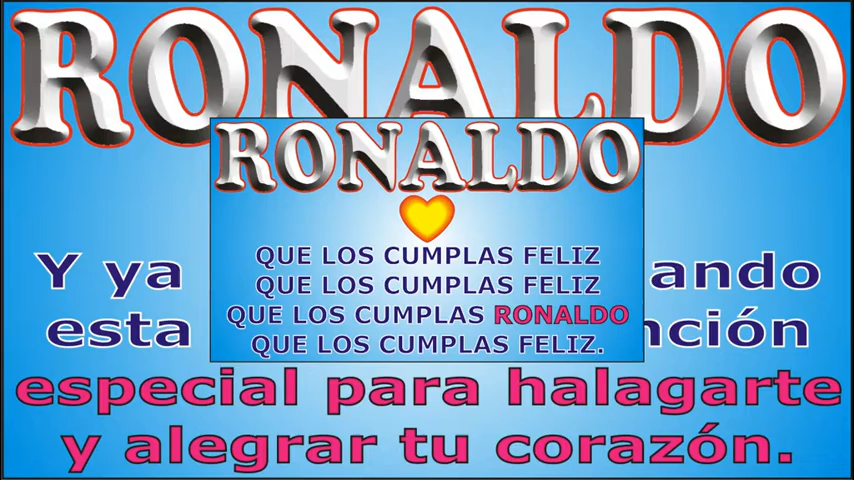 RONALDO
RONALDO
QUE LOS CUMPLAS FELIZ
QUE LOS CUMPLAS FELIZ
QUE LOS CUMPLAS RONALDO
QUE LOS CUMPLAS FELIZ.
Y ya ando
esta nción
especial para halagarte
y alegrar tu corazón.